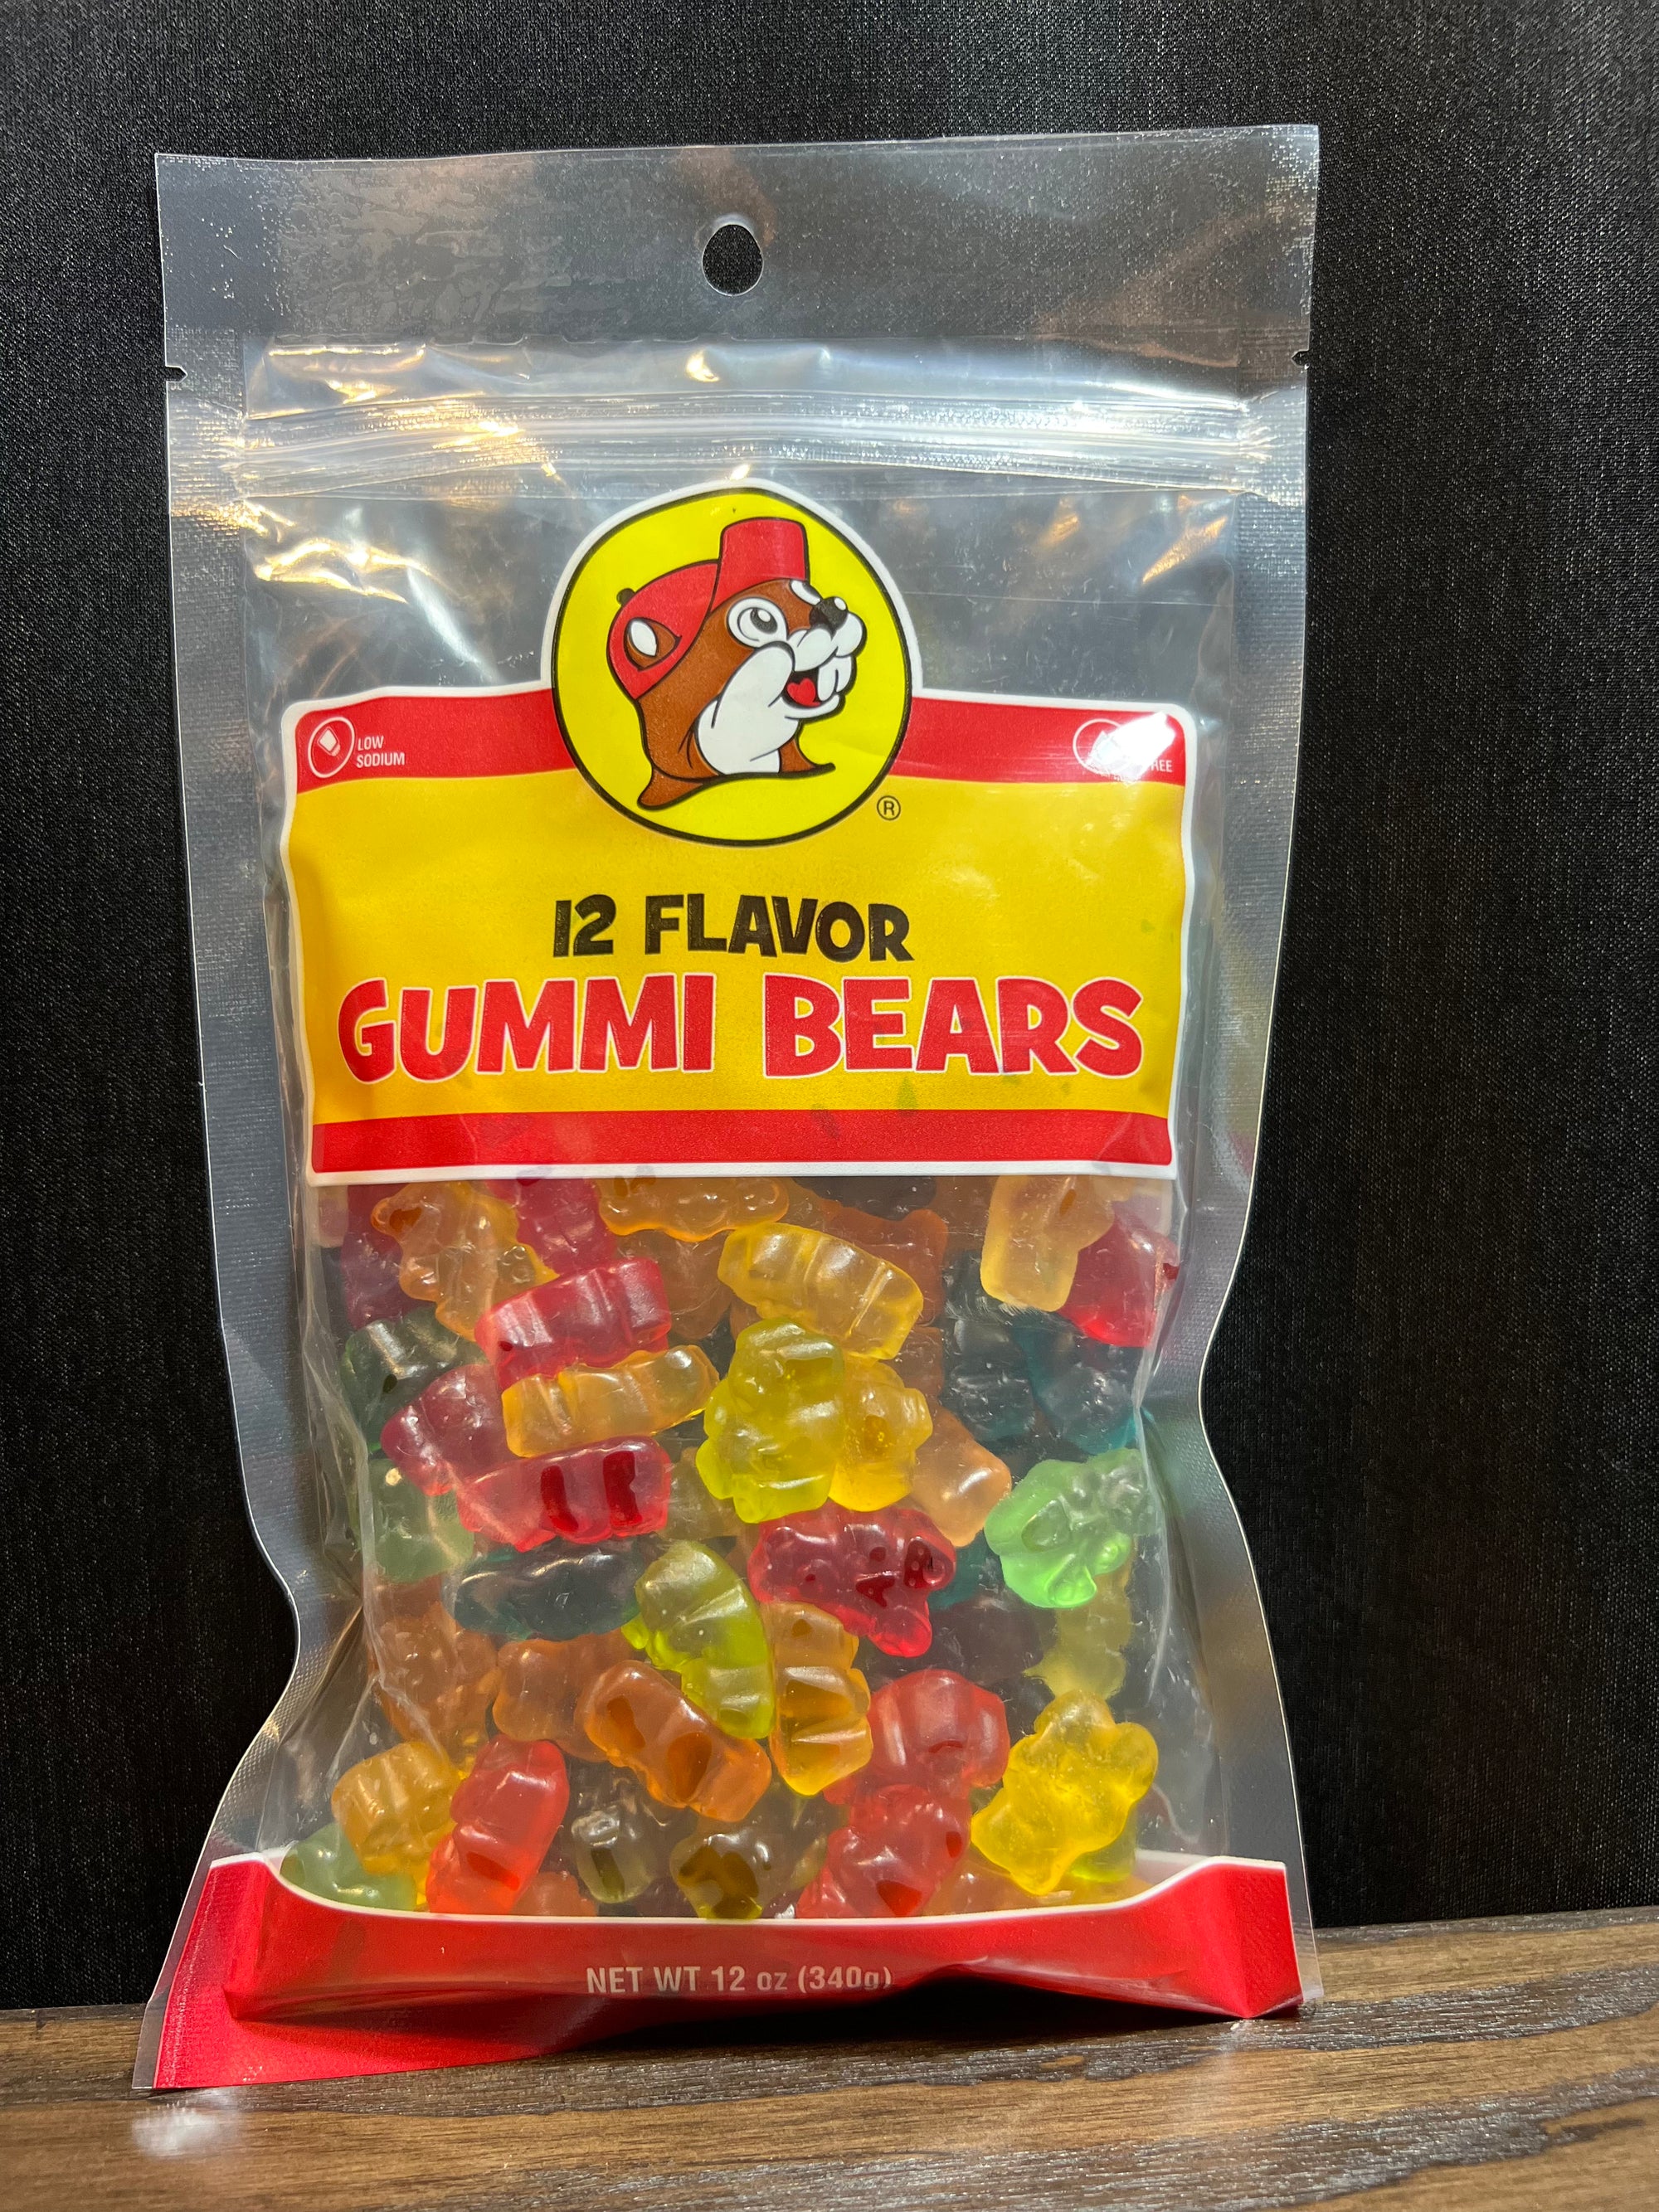 LOW
SODIUM
®
12 FLAVOR
GUMMI BEARS
NET WT 12 oz (340g)